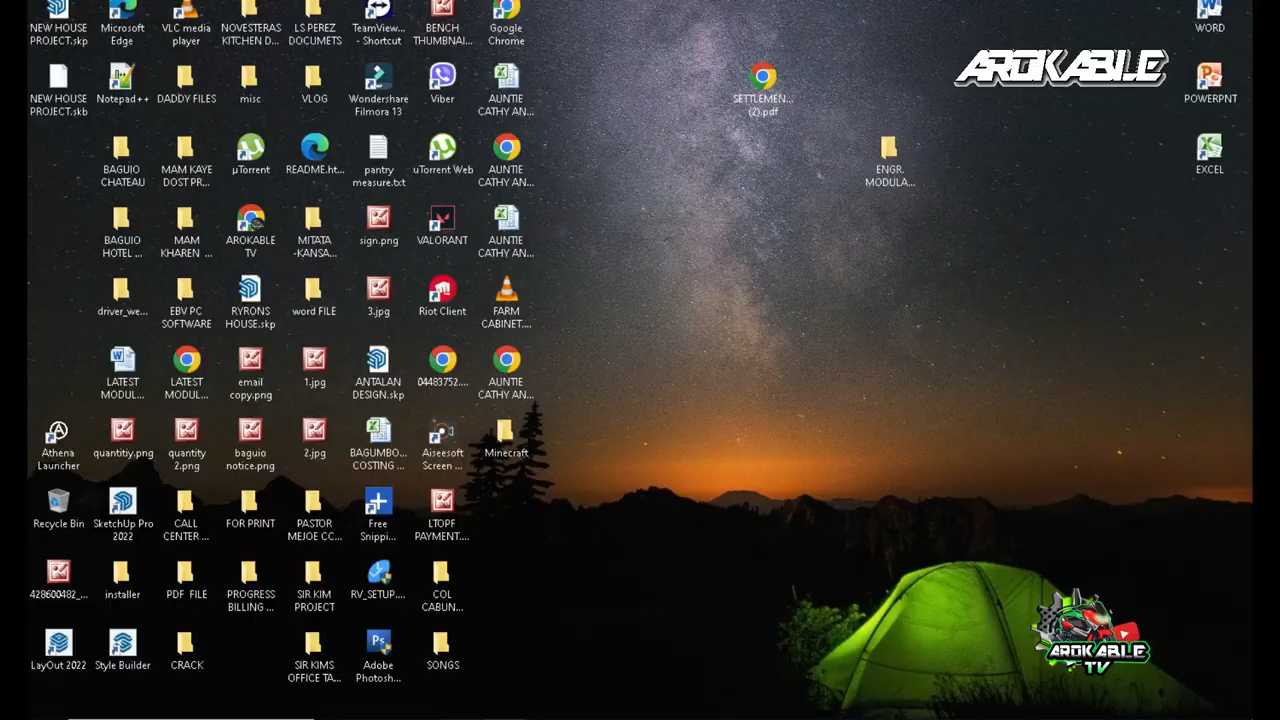 NEW HOUSE
PROJECT.skp
Microsoft
Edge
VLC media
player
NOVESTERAS
KITCHEN D...
LS PEREZ
DOCUMETS
TeamView...
- Shortcut
BENCH
THUMBNAI...
Google
Chrome
WORD
NEW HOUSE
PROJECT.skb
Notepad++
DADDY FILES
misc
VLOG
Wondershare
Filmora 13
Viber
AUNTIE
CATHY AN...
SETTLEMEN...
(2).pdf
AROKABLE
POWERPNT
BAGUIO
CHATEAU
MAM KAYE
DOST PR...
µTorrent
README.ht...
pantry
measure.txt
uTorrent Web
AUNTIE
CATHY AN...
ENGR.
MODULA...
EXCEL
BAGUIO
HOTEL ...
MAM
KHAREN ...
AROKABLE
TV
MITATA
-KANSA...
sign.png
VALORANT
AUNTIE
CATHY AN...
driver_we...
EBV PC
SOFTWARE
RYRONS
HOUSE.skp
word FILE
3.jpg
Riot Client
FARM
CABINET....
LATEST
MODUL...
LATEST
MODUL...
email
copy.png
1.jpg
ANTALAN
DESIGN.skp
04483752....
AUNTIE
CATHY AN...
Athena
Launcher
quantitiy.png
quantity
2.png
baguio
notice.png
2.jpg
BAGUMBO...
COSTING ...
Aiseesoft
Screen ...
Minecraft
Recycle Bin
SketchUp Pro
2022
CALL
CENTER ...
FOR PRINT
PASTOR
MEJOE CC...
Free
Snippi...
LTOPF
PAYMENT....
428600482_...
installer
PDF FILE
PROGRESS
BILLING ...
SIR KIM
PROJECT
RV_SETUP....
COL
CABUN...
LayOut 2022
Style Builder
CRACK
SIR KIMS
OFFICE TA...
Ps
Adobe
Photosh...
SONGS
AROKABLE
TV